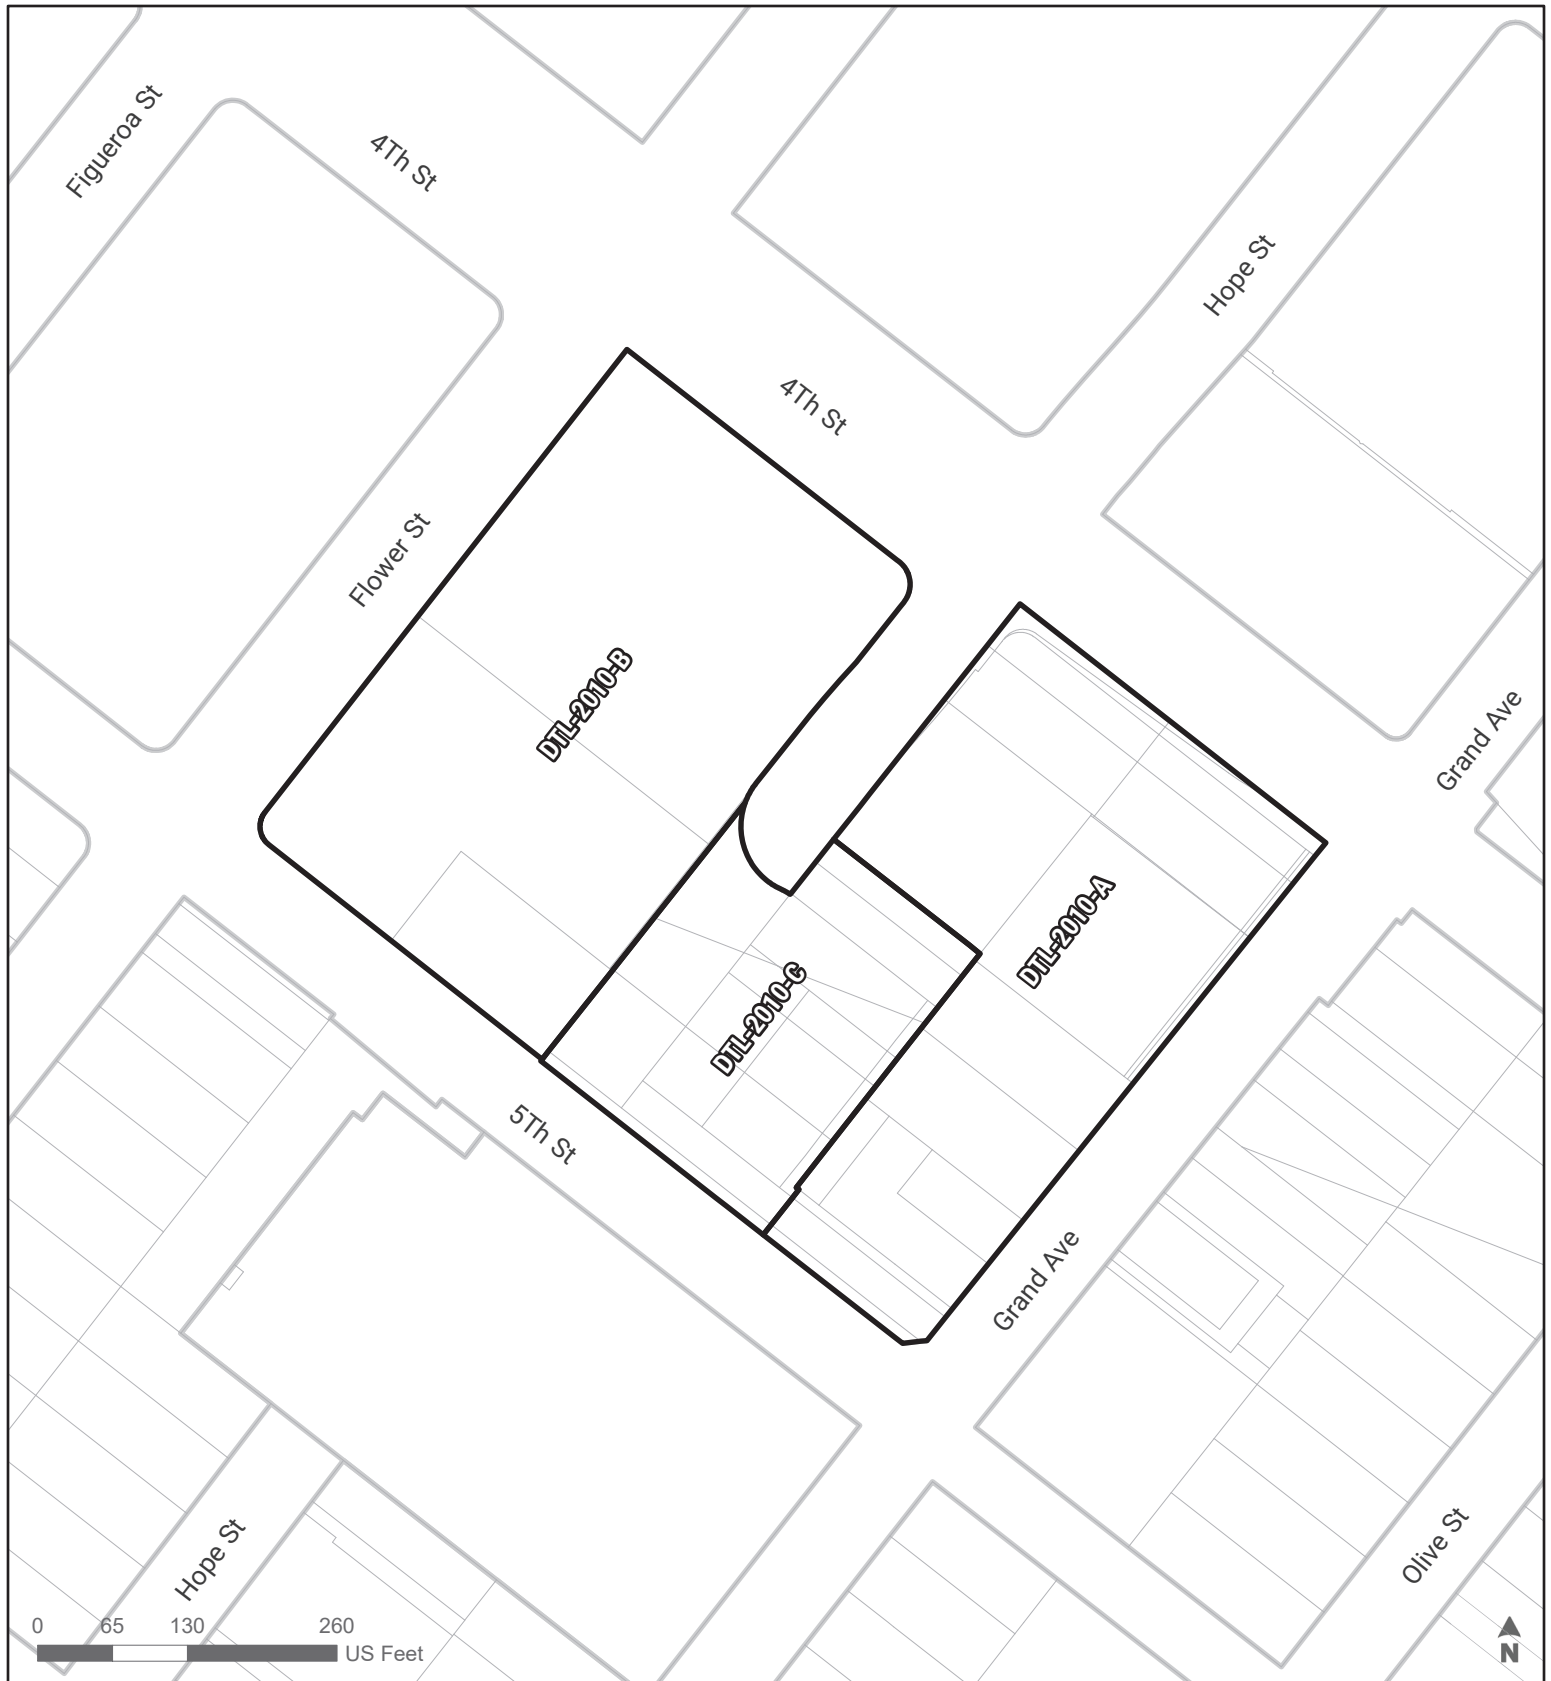 Figueroa St
4Th St
Hope St
4Th St
Flower St
DTL-2010-B
Grand Ave
DTL-2010-A
DTL-2010-C
5Th St
Grand Ave
Hope St
Olive St
0 65 130 260
US Feet
N